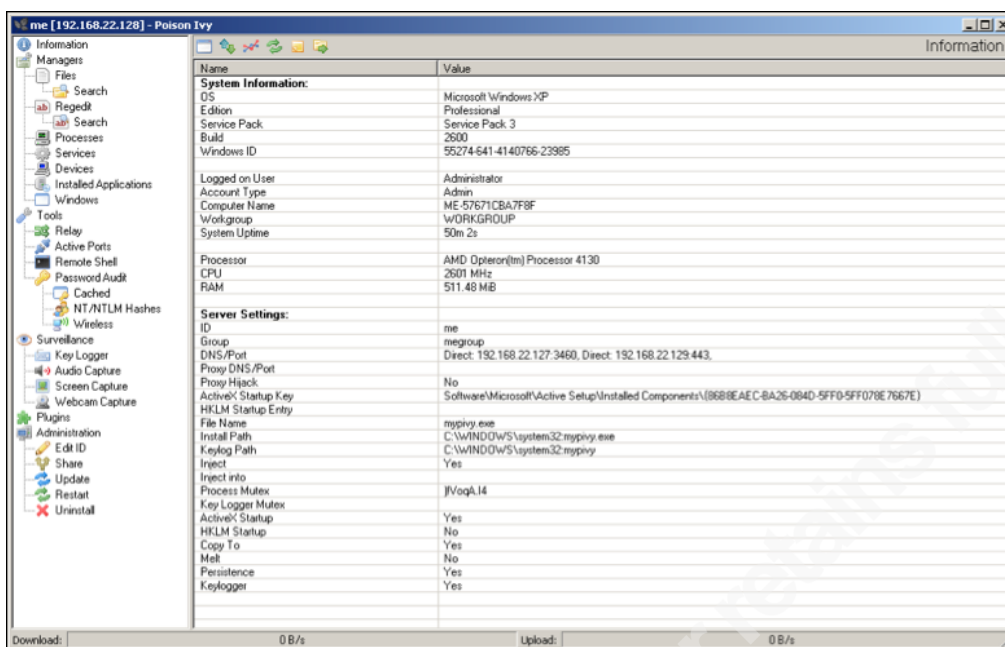 me [192.168.22.128] - Poison Ivy
Information
Managers
Files
Search
Regedit
Search
Processes
Services
Devices
Installed Applications
Windows
Tools
Relay
Active Ports
Remote Shell
Password Audit
Cached
NT/NTLM Hashes
Wireless
Surveillance
Key Logger
Audio Capture
Screen Capture
Webcam Capture
Plugins
Administration
Edit ID
Share
Update
Restart
Uninstall
Information
Name Value
System Information:
OS Microsoft Windows XP
Edition Professional
Service Pack Service Pack 3
Build 2600
Windows ID 55274-641-4140766-23985
Logged on User Administrator
Account Type Admin
Computer Name ME-57671CBA7F8F
Workgroup WORKGROUP
System Uptime 50m 2s
Processor AMD Opteron(tm) Processor 4130
CPU 2601 MHz
RAM 511.48 MiB
Server Settings:
ID me
Group megroup
DNS/Port Direct: 192.168.22.127:3460, Direct: 192.168.22.129:443,
Proxy DNS/Port
Proxy Hijack No
ActiveX Startup Key Software\Microsoft\Active Setup\Installed Components\{86B8EAEC-BA26-084D-5FF0-5FF078E7667E}
HKLM Startup Entry
File Name mypivy.exe
Install Path C:\WINDOWS\system32:mypivy.exe
Keylog Path C:\WINDOWS\system32:mypivy
Inject Yes
Inject into
Process Mutex )!VoqA.I4
Key Logger Mutex
ActiveX Startup Yes
HKLM Startup No
Copy To Yes
Melt No
Persistence Yes
Keylogger Yes
Download: 0 B/s Upload: 0 B/s
retains full